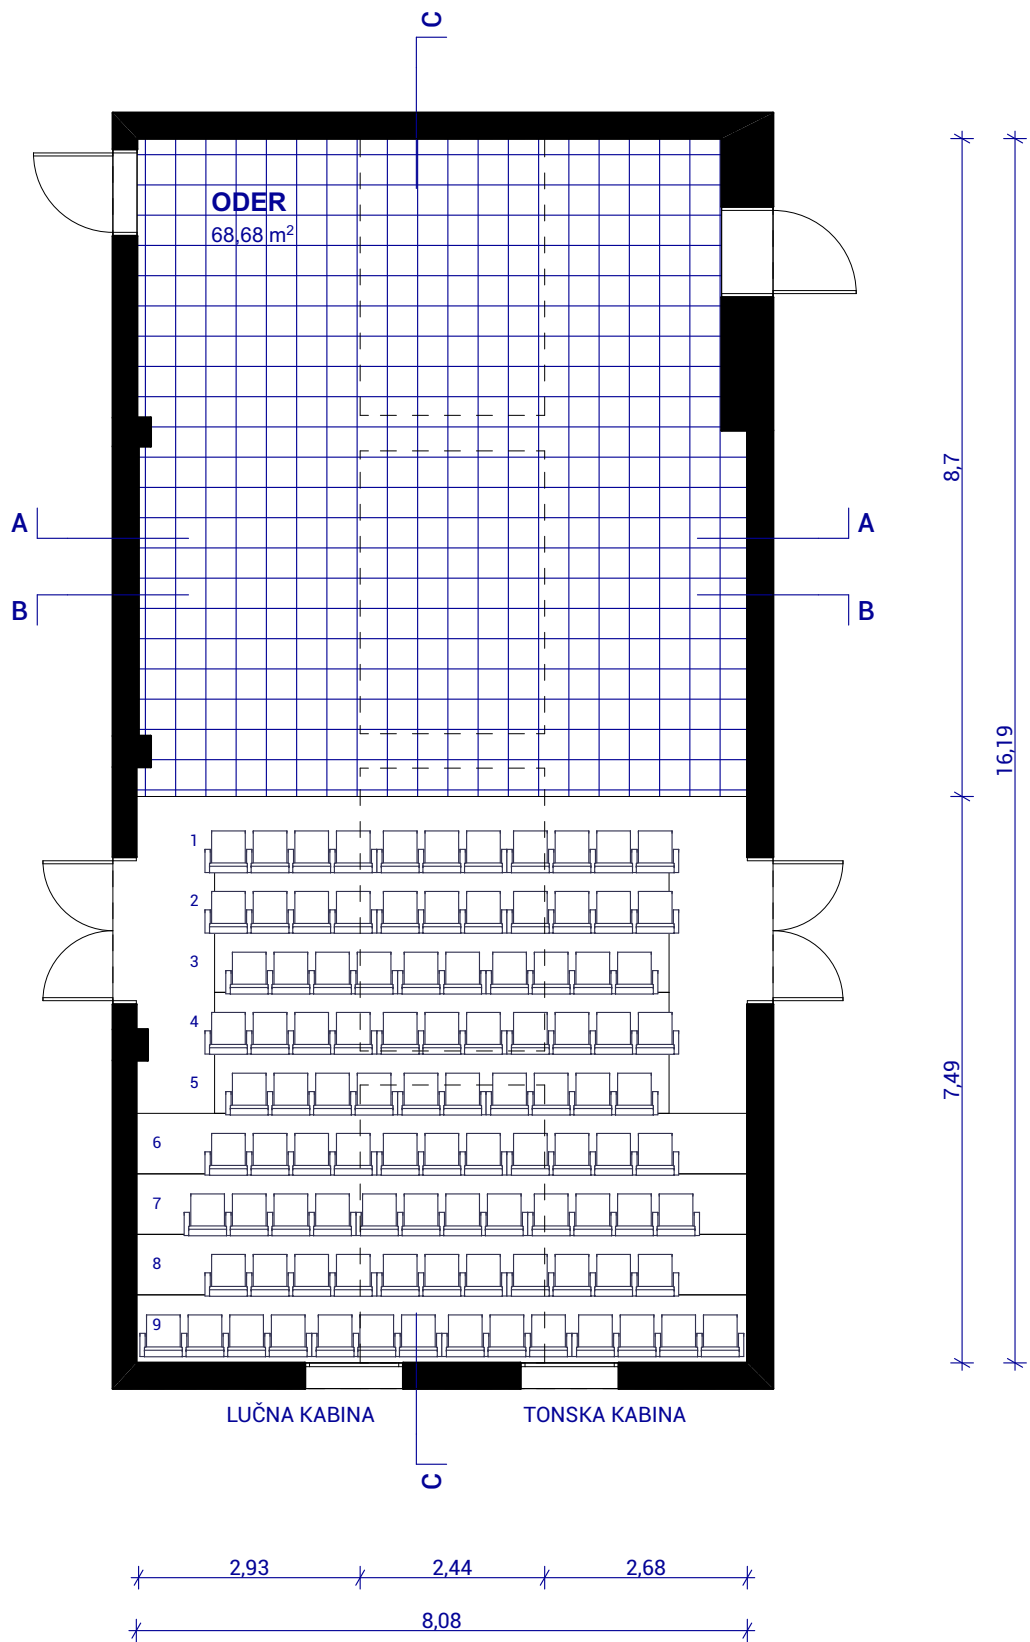 C
ODER
68,68 m²
8,7
A
A
B
B
16,19
1
2
3
4
5
7,49
6
7
8
9
LUČNA KABINA
TONSKA KABINA
C
2,93
2,44
2,68
8,08